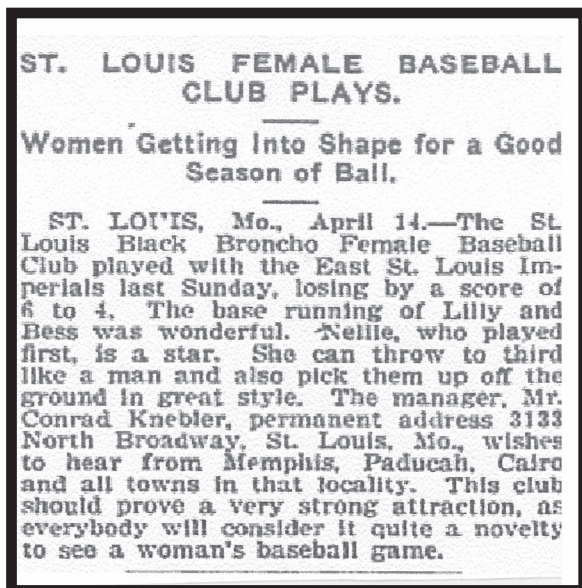 ST. LOUIS FEMALE BASEBALL
CLUB PLAYS.
Women Getting Into Shape for a Good
Season of Ball.
ST. LOUIS, Mo., April 14.—The St.
Louis Black Broncho Female Baseball
Club played with the East St. Louis Im-
perials last Sunday, losing by a score of
6 to 4. The base running of Lilly and
Bess was wonderful. Nellie, who played
first, is a star. She can throw to third
like a man and also pick them up off the
ground in great style. The manager, Mr.
Conrad Knebler, permanent address 3133
North Broadway, St. Louis, Mo., wishes
to hear from Memphis, Paducah, Cairo
and all towns in that locality. This club
should prove a very strong attraction, as
everybody will consider it quite a novelty
to see a woman's baseball game.